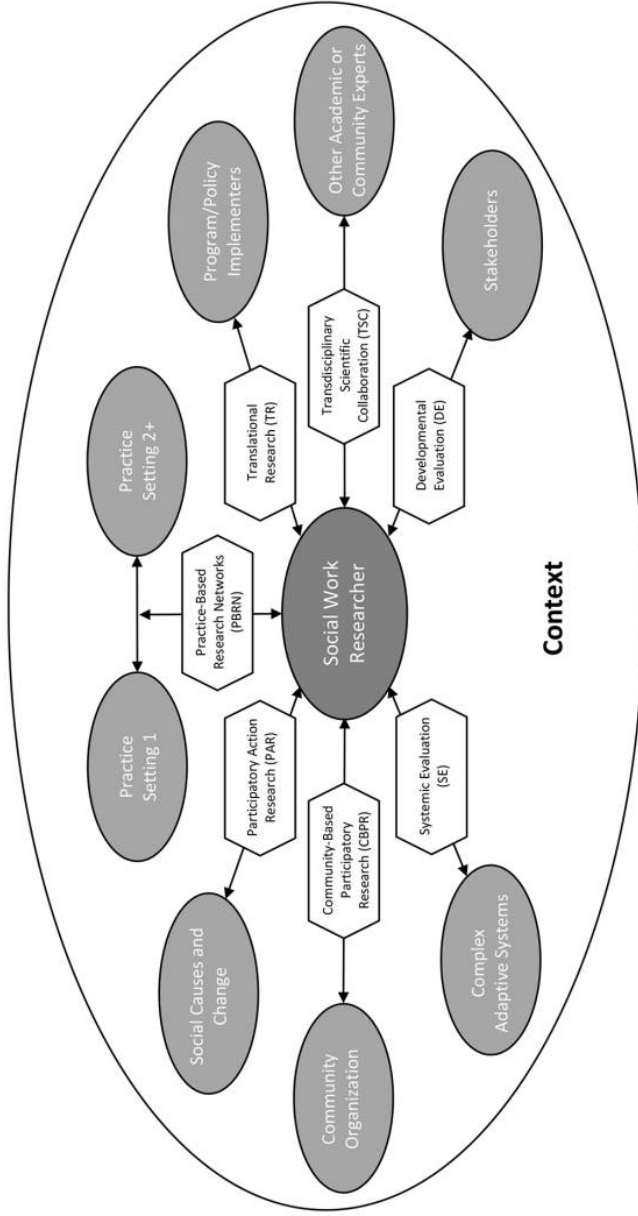 Practice
Setting 1
Practice
Setting 2+
Social Causes and
Change
Program/Policy
Implementers
Practice-Based
Research Networks
(PBRN)
Participatory Action
Research (PAR)
Translational
Research (TR)
Community
Organization
Community-Based
Participatory
Research (CBPR)
Social Work
Researcher
Transdisciplinary
Scientific
Collaboration (TSC)
Other Academic or
Community Experts
Systemic Evaluation
(SE)
Developmental
Evaluation (DE)
Complex
Adaptive Systems
Stakeholders
Context